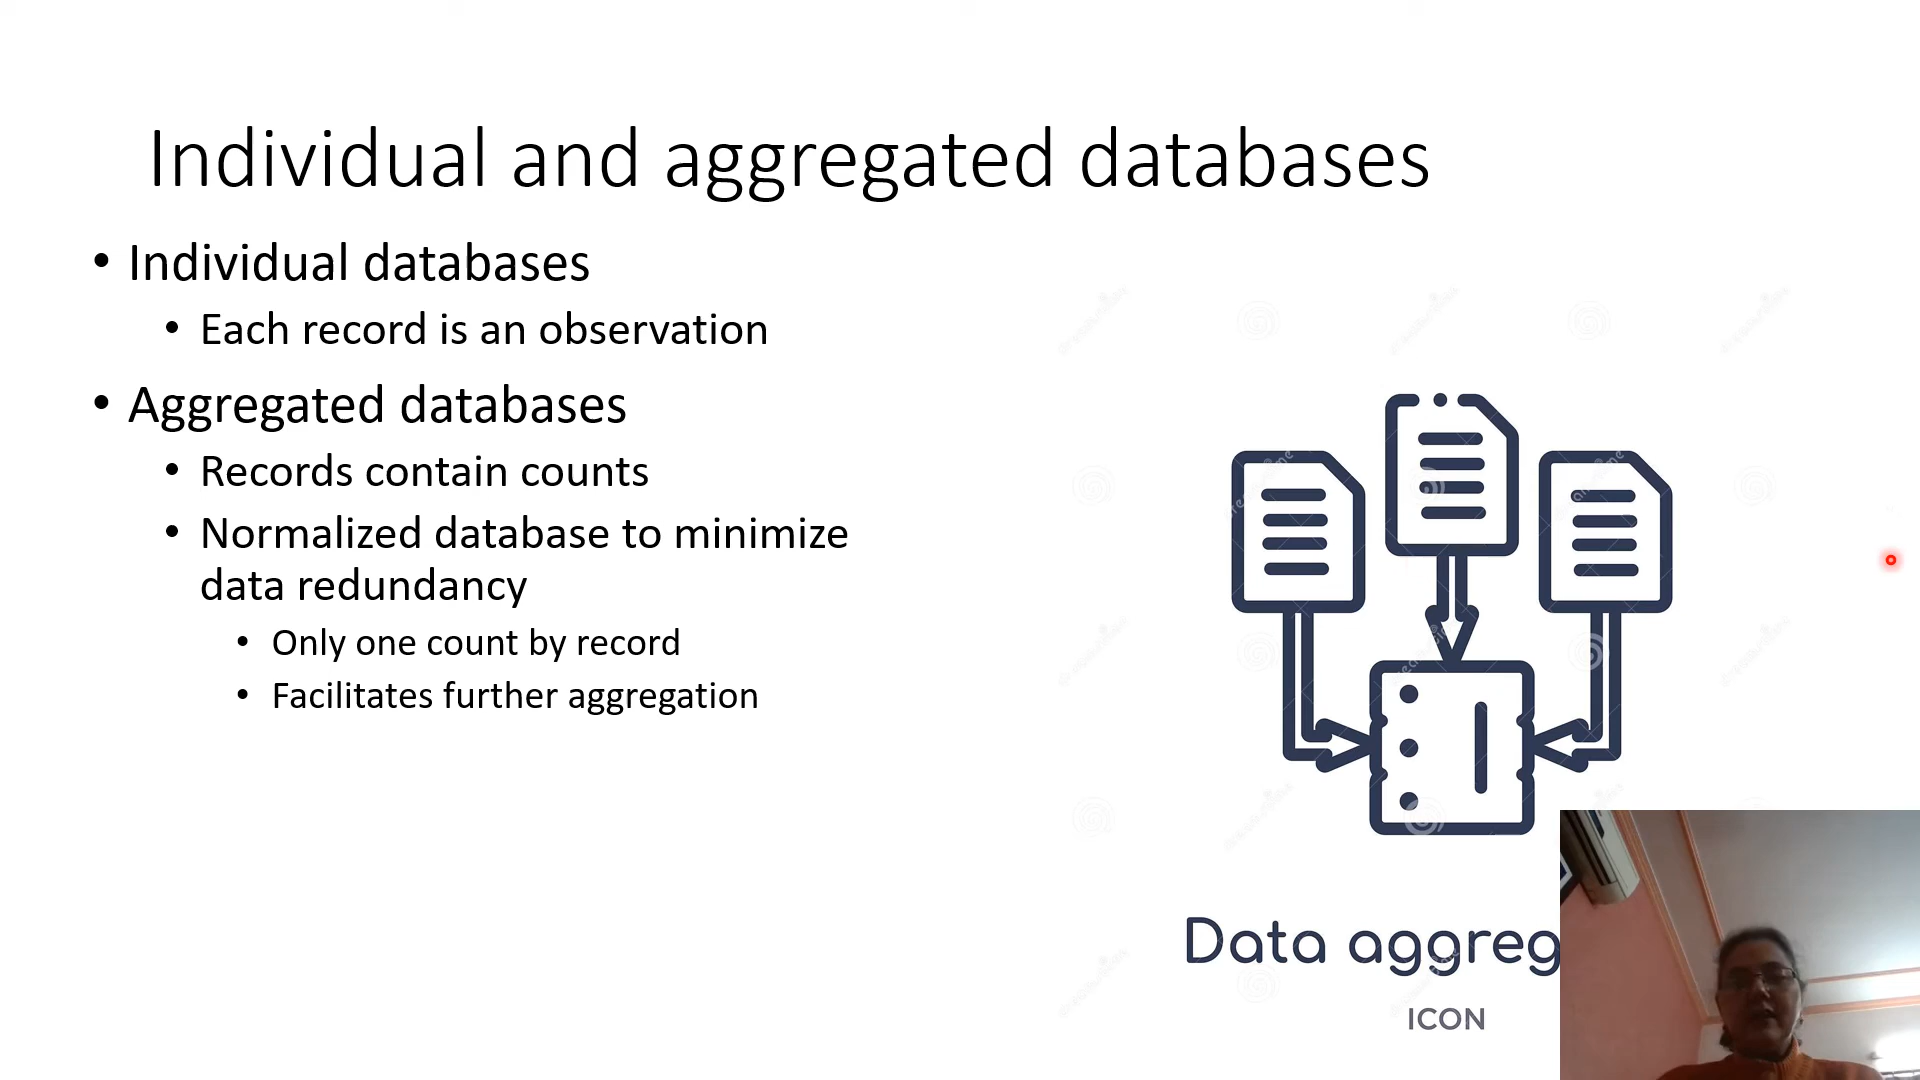 Individual and aggregated databases
• Individual databases
• Each record is an observation
• Aggregated databases
• Records contain counts
• Normalized database to minimize
data redundancy
• Only one count by record
• Facilitates further aggregation
Data aggreg
ICON